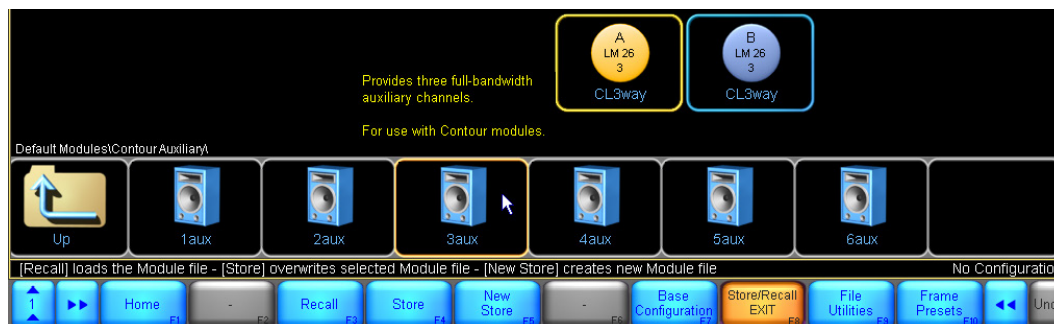 A
LM 26
3
CL3way
B
LM 26
3
CL3way
Provides three full-bandwidth
auxiliary channels.
For use with Contour modules.
Default Modules\Contour Auxiliary\
Up
1aux
2aux
3aux
4aux
5aux
6aux
[Recall] loads the Module file - [Store] overwrites selected Module file - [New Store] creates new Module file
No Configuratio
1
Home
F1
-
F2
Recall
F3
Store
F4
New
Store
F5
-
F6
Base
Configuration
F7
Store/Recall
EXIT
F8
File
Utilities
F9
Frame
Presets
F10
Und